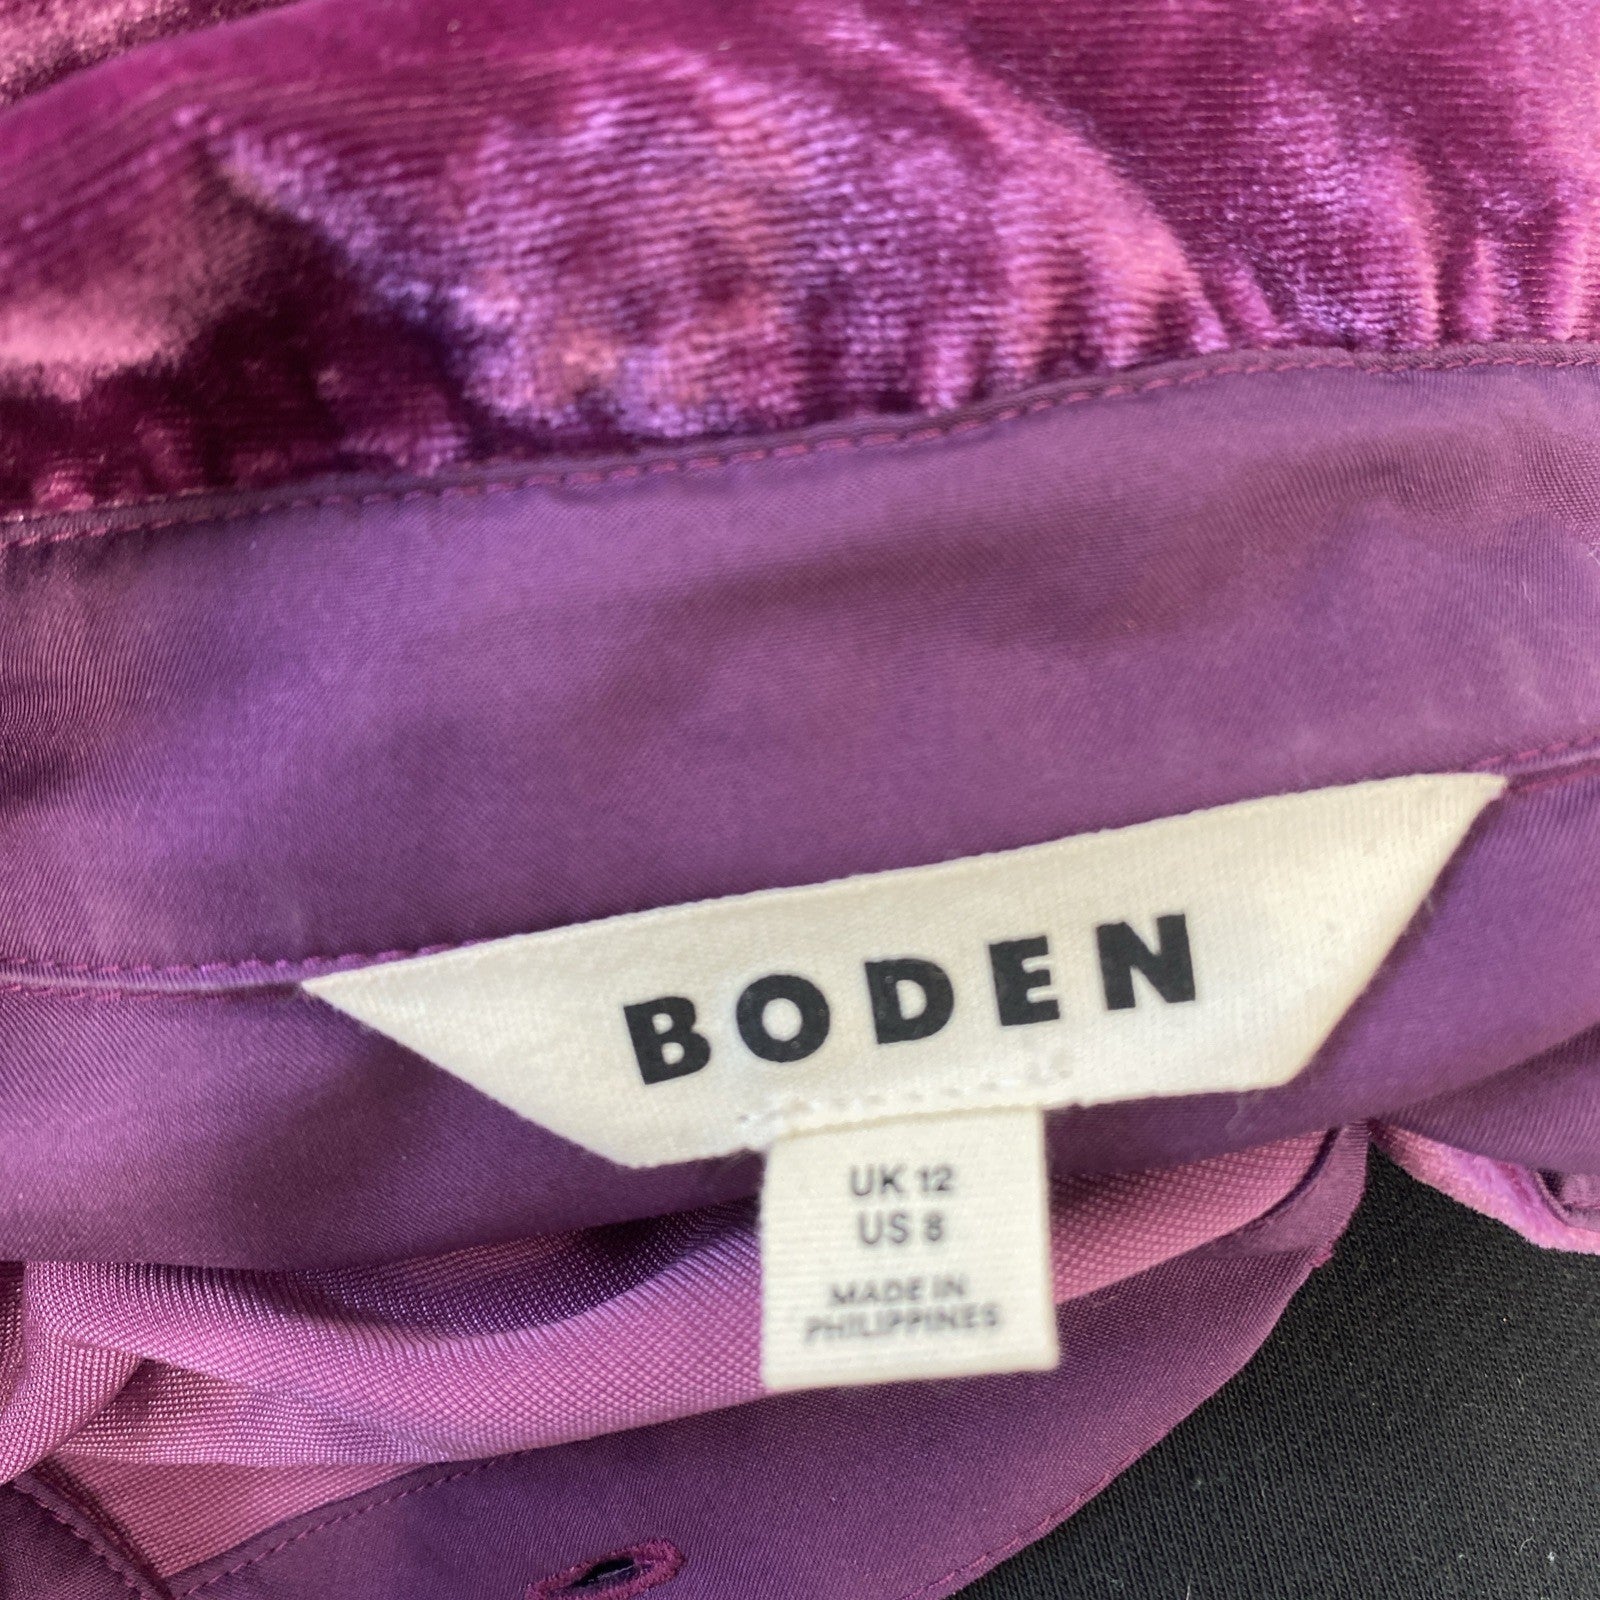 BODEN
UK 12
US 8
MADE IN
PHILIPPINES